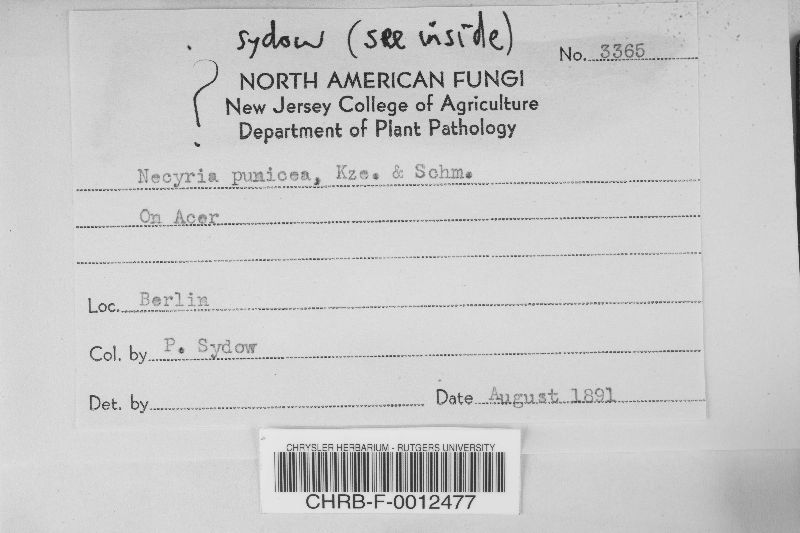 sydow (see inside)
No. 3365
?
NORTH AMERICAN FUNGI
New Jersey College of Agriculture
Department of Plant Pathology
Necyria punicea, Kze. & Schm.
On Acer
Loc. Berlin
Col. by P. Sydow
Det. by
Date August 1891
CHRYSLER HERBARIUM - RUTGERS UNIVERSITY
CHRB-F-0012477